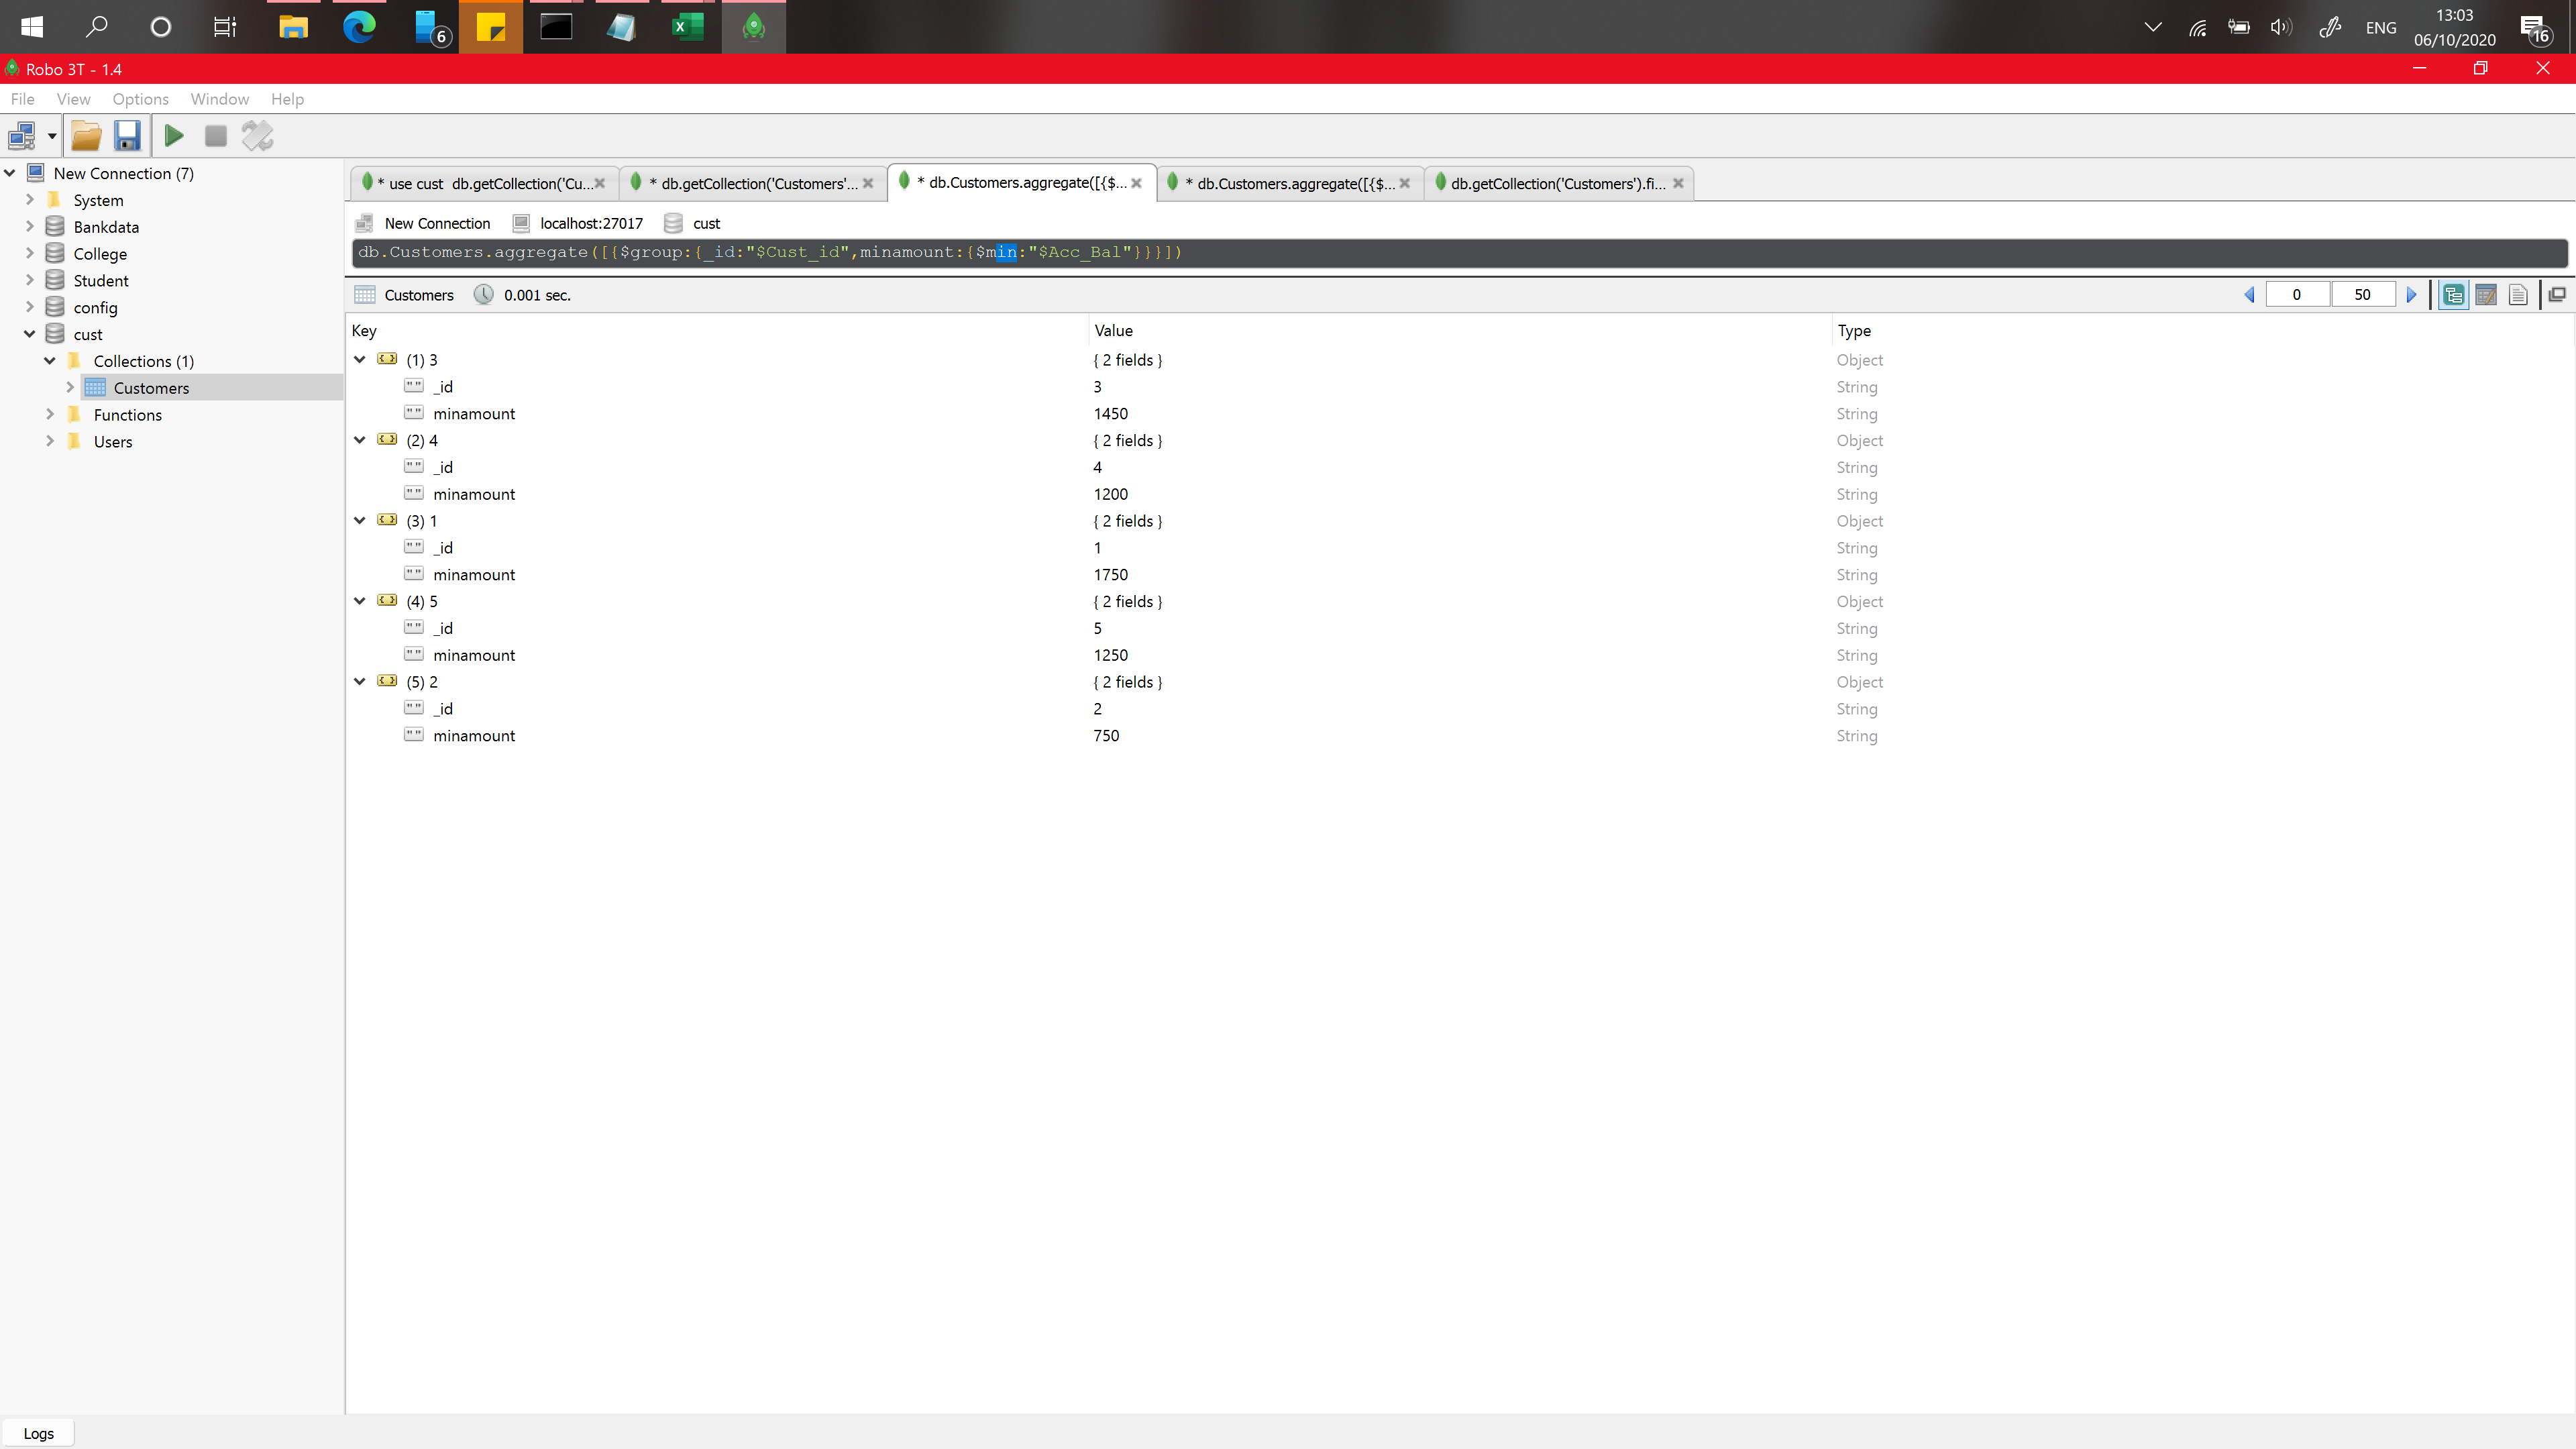 6
ENG
13:03
06/10/2020
16
Robo 3T - 1.4
File View Options Window Help
New Connection (7)
System
Bankdata
College
Student
config
cust
Collections (1)
Customers
Functions
Users
* use cust db.getCollection('Cu...
* db.getCollection('Customers'...
* db.Customers.aggregate([{$...
* db.Customers.aggregate([{$...
db.getCollection('Customers').fi...
New Connection localhost:27017 cust
db.Customers.aggregate([{$group:{_id:"$Cust_id",minamount:{$min:"$Acc_Bal"}}}])
Customers 0.001 sec. 0 50
Key Value Type
(1) 3 { 2 fields } Object
_id 3 String
minamount 1450 String
(2) 4 { 2 fields } Object
_id 4 String
minamount 1200 String
(3) 1 { 2 fields } Object
_id 1 String
minamount 1750 String
(4) 5 { 2 fields } Object
_id 5 String
minamount 1250 String
(5) 2 { 2 fields } Object
_id 2 String
minamount 750 String
Logs